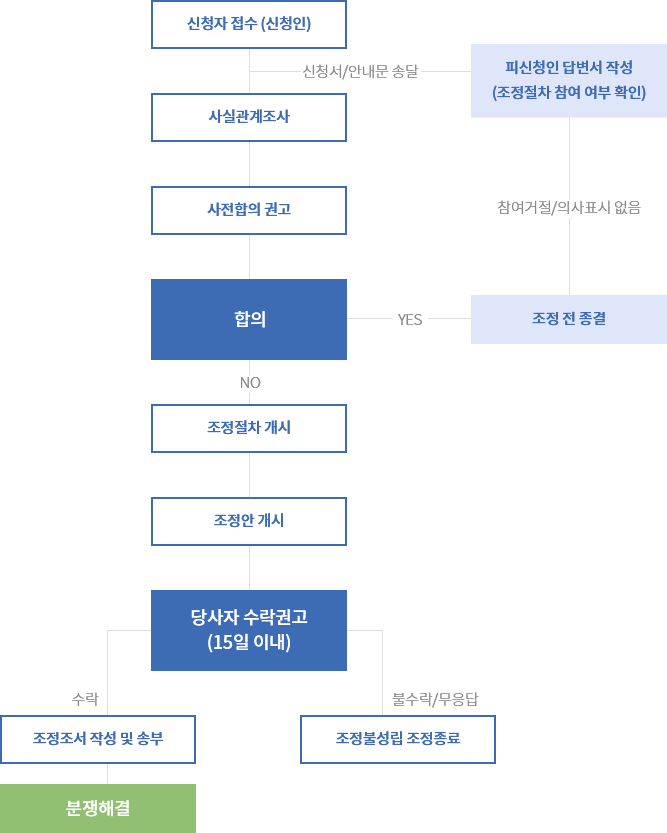 신청자 접수 (신청인)
신청서/안내문 송달
피신청인 답변서 작성
(조정절차 참여 여부 확인)
사실관계조사
사전합의 권고
참여거절/의사표시 없음
합의
YES
조정 전 종결
NO
조정절차 개시
조정안 개시
당사자 수락권고
(15일 이내)
수락
불수락/무응답
조정조서 작성 및 송부
조정불성립 조정종료
분쟁해결